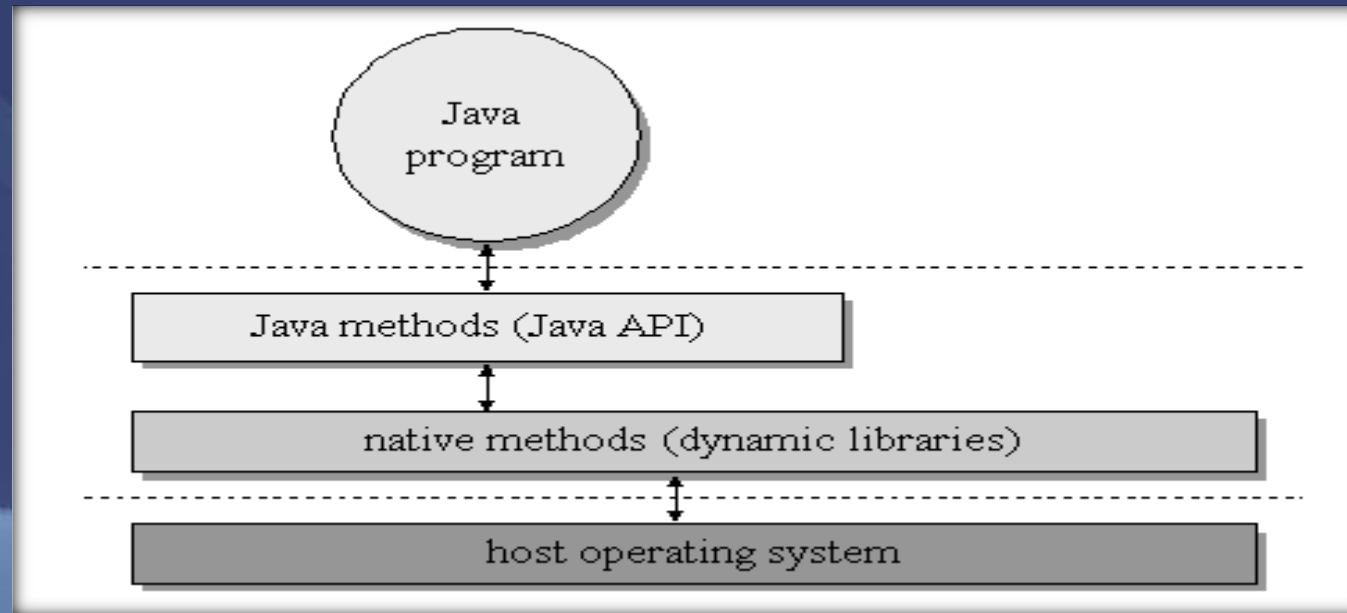 Java
program
Java methods (Java API)
native methods (dynamic libraries)
host operating system